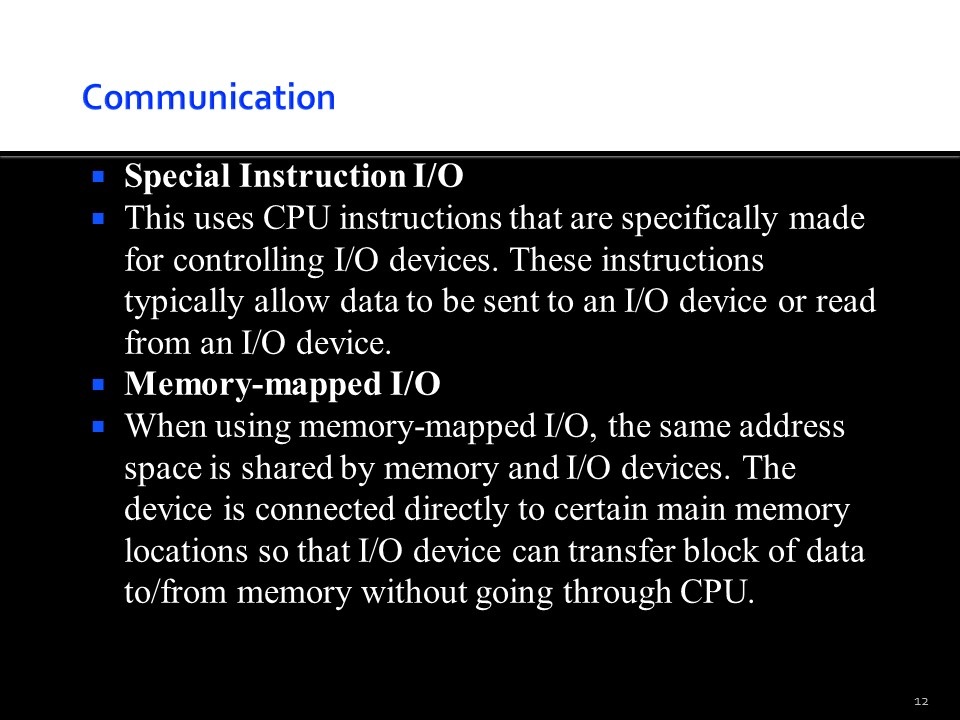 Communication
Special Instruction I/O
This uses CPU instructions that are specifically made
for controlling I/O devices. These instructions
typically allow data to be sent to an I/O device or read
from an I/O device.
Memory-mapped I/O
When using memory-mapped I/O, the same address
space is shared by memory and I/O devices. The
device is connected directly to certain main memory
locations so that I/O device can transfer block of data
to/from memory without going through CPU.
12